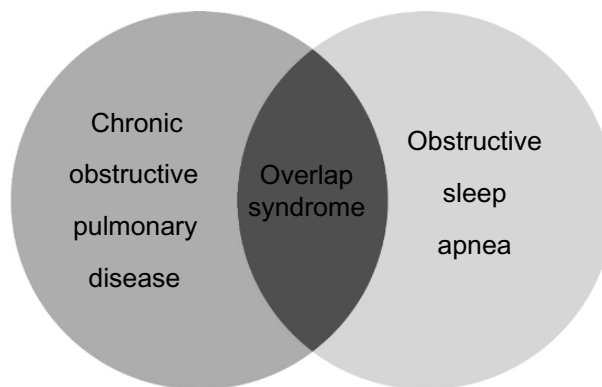 Chronic
obstructive
pulmonary
disease
Overlap
syndrome
Obstructive
sleep
apnea